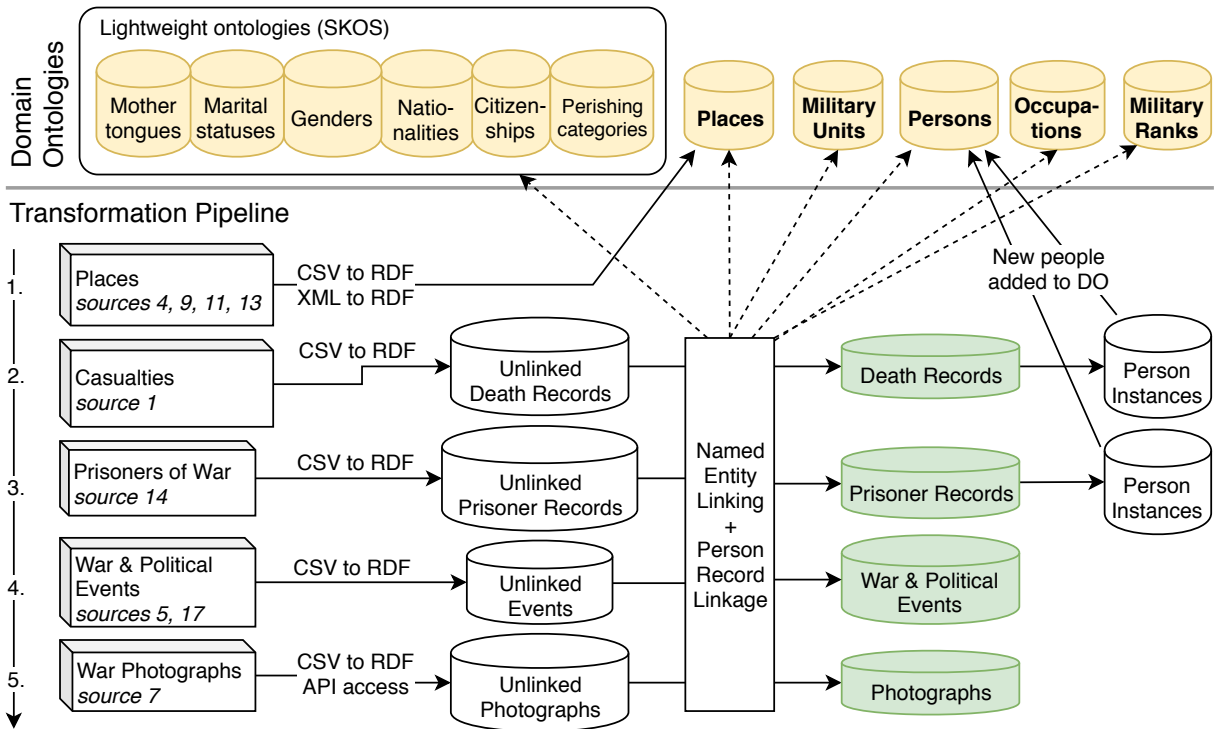 Domain
Ontologies
Lightweight ontologies (SKOS)
Mother
tongues
Marital
statuses
Genders
Natio-
nalities
Citizen-
ships
Perishing
categories
Places
Military
Units
Persons
Occupa-
tions
Military
Ranks
Transformation Pipeline
1.
Places
sources 4, 9, 11, 13
CSV to RDF
XML to RDF
New people
added to DO
2.
Casualties
source 1
CSV to RDF
Unlinked
Death Records
Death Records
Person
Instances
3.
Prisoners of War
source 14
CSV to RDF
Unlinked
Prisoner Records
Named
Entity
Linking
+
Person
Record
Linkage
Prisoner Records
Person
Instances
4.
War & Political
Events
sources 5, 17
CSV to RDF
Unlinked
Events
War & Political
Events
5.
War Photographs
source 7
CSV to RDF
API access
Unlinked
Photographs
Photographs